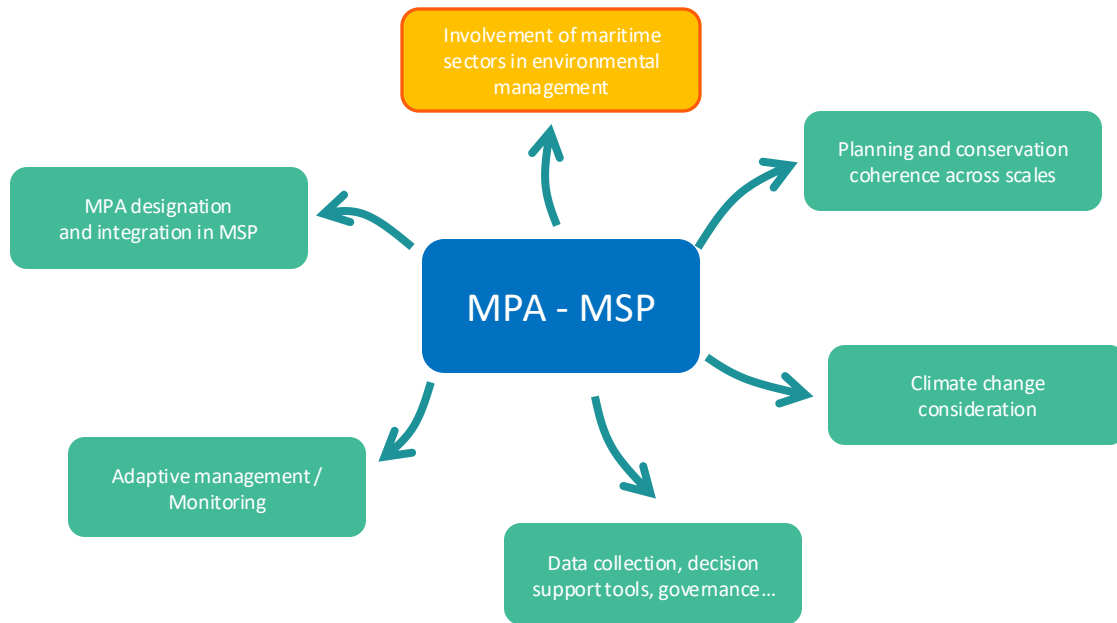 Involvement of maritime
sectors in environmental
management
Planning and conservation
coherence across scales
MPA designation
and integration in MSP
MPA - MSP
Climate change
consideration
Adaptive management /
Monitoring
Data collection, decision
support tools, governance...